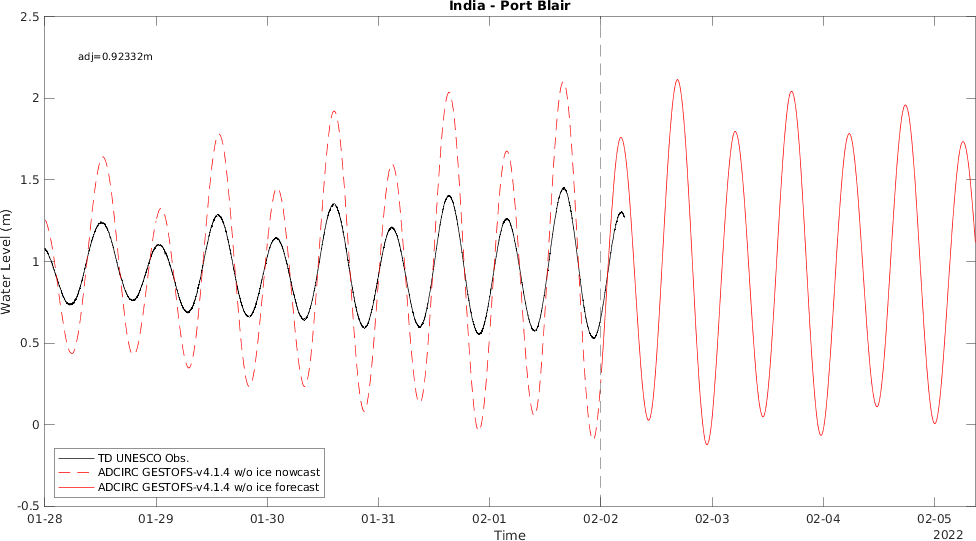 India - Port Blair
adj=0.92332m
Water Level (m)
2.5
2
1.5
1
0.5
0
-0.5
TD UNESCO Obs.
ADCIRC GESTOFS-v4.1.4 w/o ice nowcast
ADCIRC GESTOFS-v4.1.4 w/o ice forecast
01-28 01-29 01-30 01-31 02-01 02-02 02-03 02-04 02-05
Time
2022